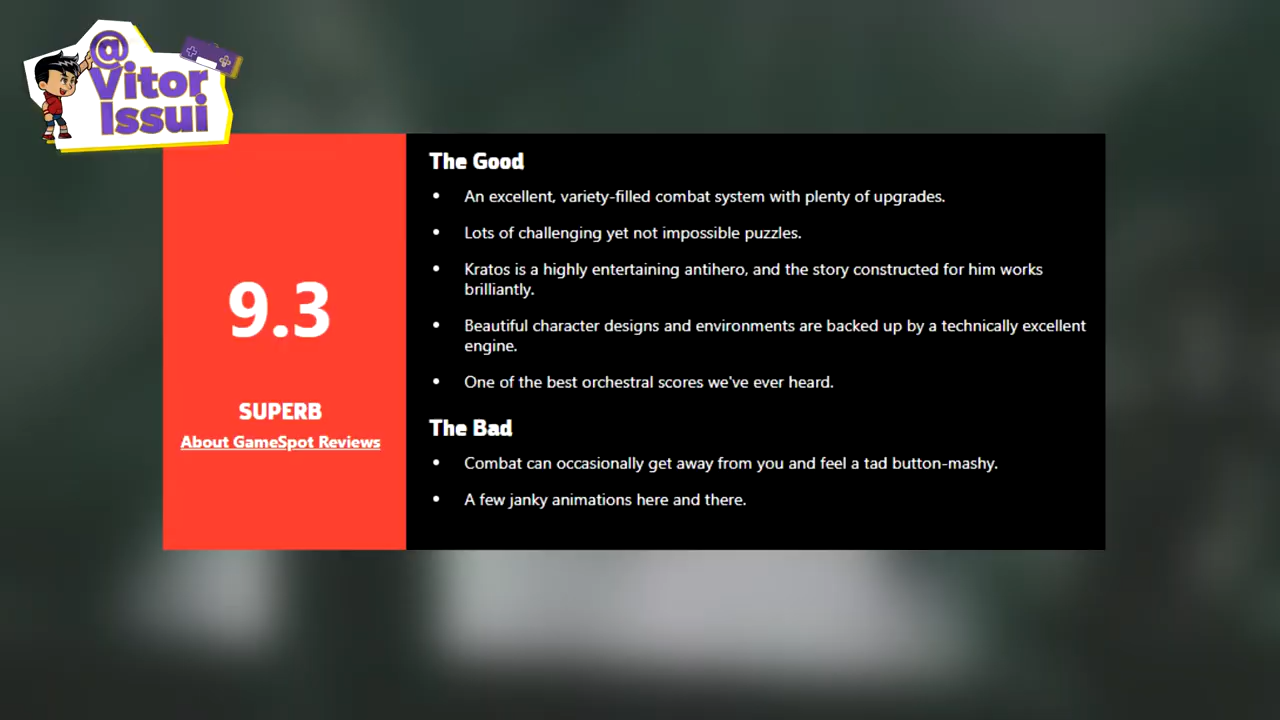 @
Vitor
Issui
The Good
• An excellent, variety-filled combat system with plenty of upgrades.
• Lots of challenging yet not impossible puzzles.
• Kratos is a highly entertaining antihero, and the story constructed for him works
brilliantly.
• Beautiful character designs and environments are backed up by a technically excellent
engine.
• One of the best orchestral scores we've ever heard.
The Bad
• Combat can occasionally get away from you and feel a tad button-mashy.
• A few janky animations here and there.
9.3
SUPERB
About GameSpot Reviews